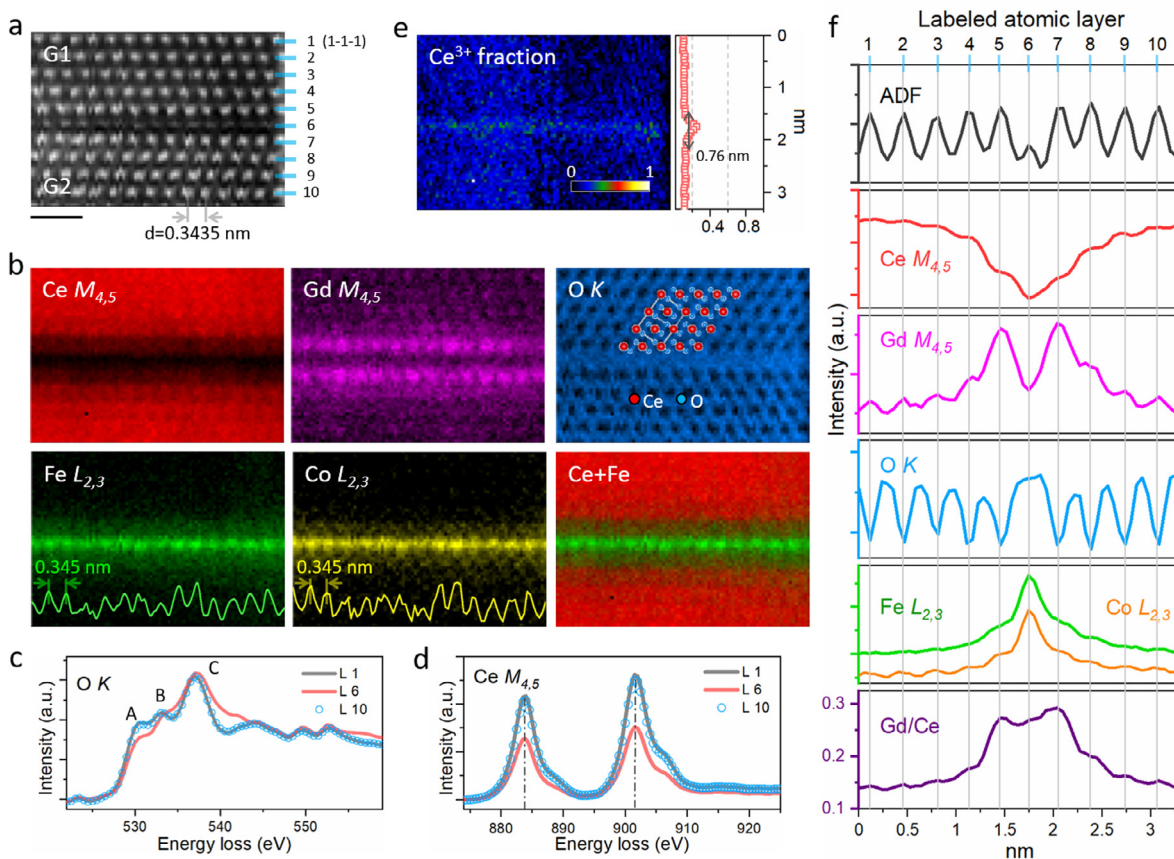 a
G1
G2
1 (1-1-1)
2
3
4
5
6
7
8
9
10
d=0.3435 nm
e
Ce3+ fraction
0 1
0
1
2
3
nm
0.76 nm
0.4 0.8
b
Ce M4,5
Gd M4,5
O K
Ce O
Fe L2,3
0.345 nm
Co L2,3
0.345 nm
Ce+Fe
c
O K
A
B
C
L 1
L 6
L 10
Intensity (a.u.)
530 540 550
Energy loss (eV)
d
Ce M4,5
L 1
L 6
L 10
Intensity (a.u.)
880 890 900 910 920
Energy loss (eV)
f
Labeled atomic layer
1 2 3 4 5 6 7 8 9 10
ADF
Ce M4,5
Gd M4,5
Intensity (a.u.)
O K
Fe L2,3
Co L2,3
Gd/Ce
0.3
0.2
0.1
0 0.5 1 1.5 2 2.5 3
nm